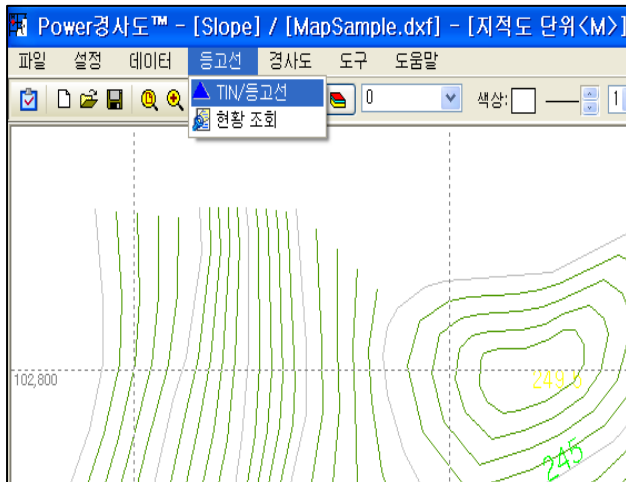 Power경사도™ - [Slope] / [MapSample.dxf] - [지적도 단위<M>]
파일 설정 데이터 등고선 경사도 도구 도움말
0 색상: 1
TIN/등고선
현황 조회
102,800
249.6
245